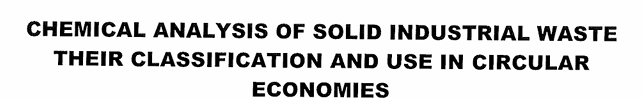 CHEMICAL ANALYSIS OF SOLID INDUSTRIAL WASTE
THEIR CLASSIFICATION AND USE IN CIRCULAR
ECONOMIES